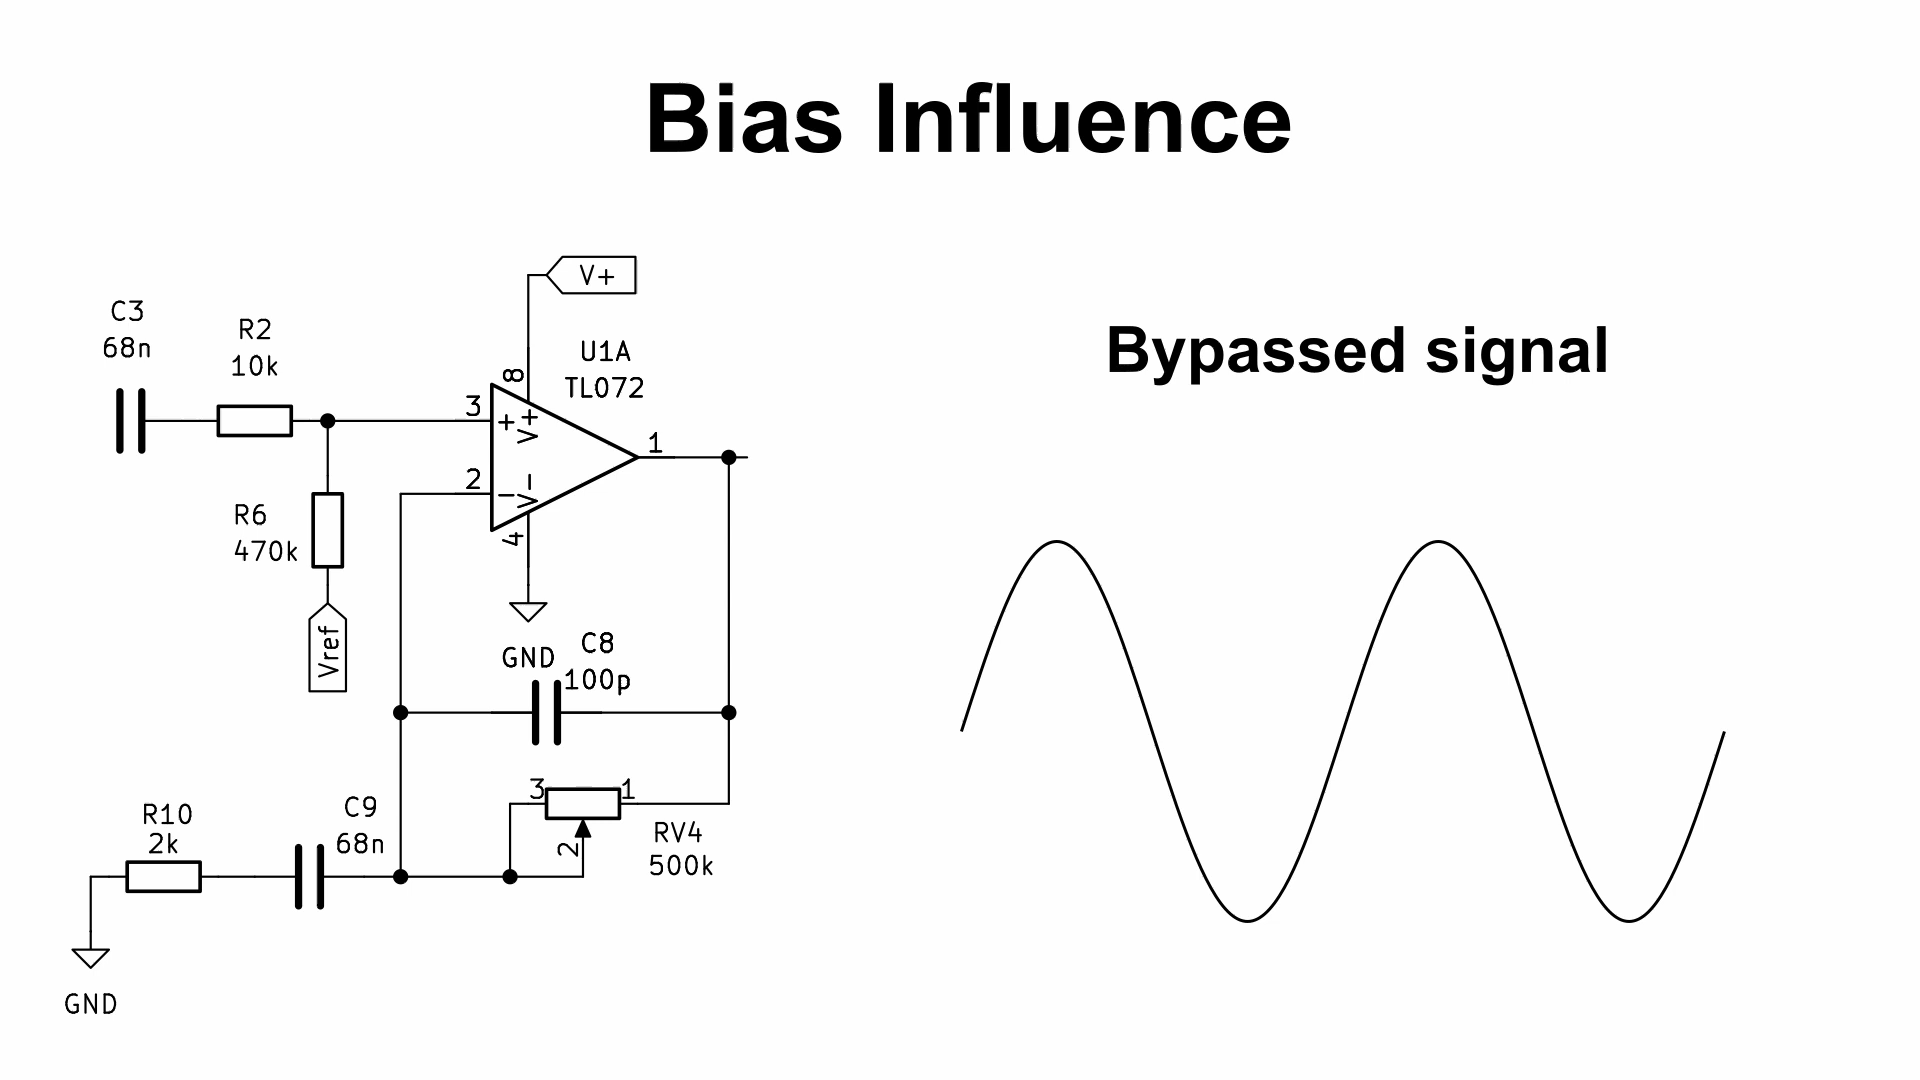 Bias Influence
V+
C3
68n
R2
10k
U1A
TL072
8
3
+
V+
1
2
−
V−
4
R6
470k
Vref
GND
C8
100p
Bypassed signal
3
1
2
RV4
500k
R10
2k
C9
68n
GND